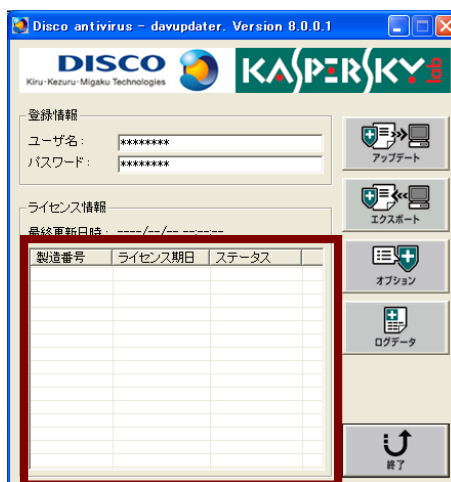 Disco antivirus - davupdater. Version 8.0.0.1
DISCO
Kiru・Kezuru・Migaku Technologies
KASPERSKY lab
登録情報
ユーザ名： ********
パスワード： ********
アップデート
ライセンス情報
最終更新日時： ----/--/-- --:--:--
エクスポート
製造番号 ライセンス期日 ステータス
オプション
ログデータ
終了